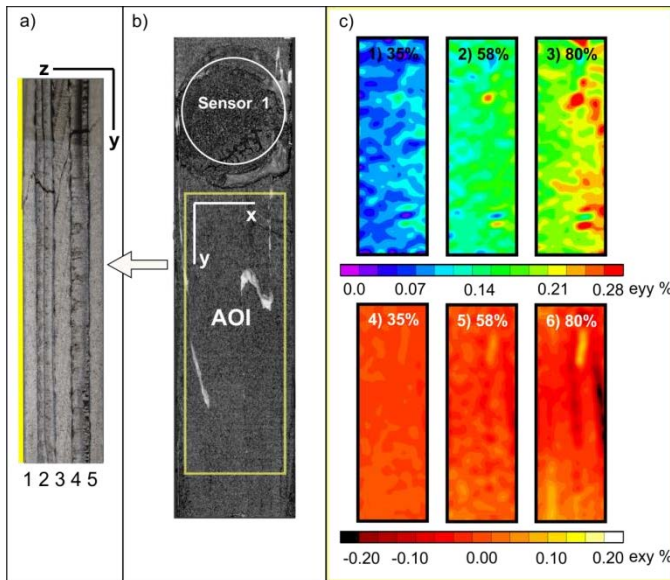 a)
z
y
1 2 3 4 5
b)
Sensor 1
x
y
AOI
c)
1) 35%
2) 58%
3) 80%
0.0 0.07 0.14 0.21 0.28 eyy %
4) 35%
5) 58%
6) 80%
-0.20 -0.10 0.00 0.10 0.20 exy %